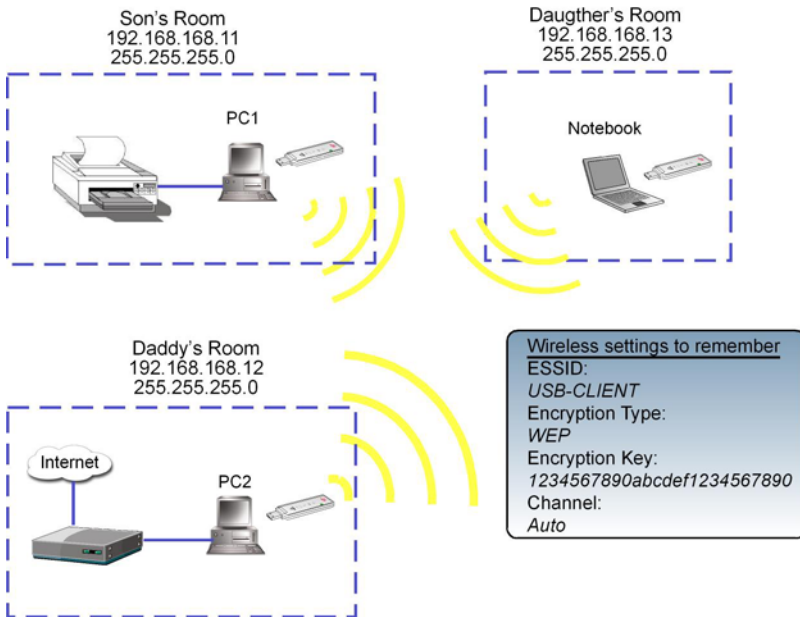 Son's Room
192.168.168.11
255.255.255.0
PC1
Daugther's Room
192.168.168.13
255.255.255.0
Notebook
Daddy's Room
192.168.168.12
255.255.255.0
Internet
PC2
Wireless settings to remember
ESSID:
USB-CLIENT
Encryption Type:
WEP
Encryption Key:
1234567890abcdef1234567890
Channel:
Auto